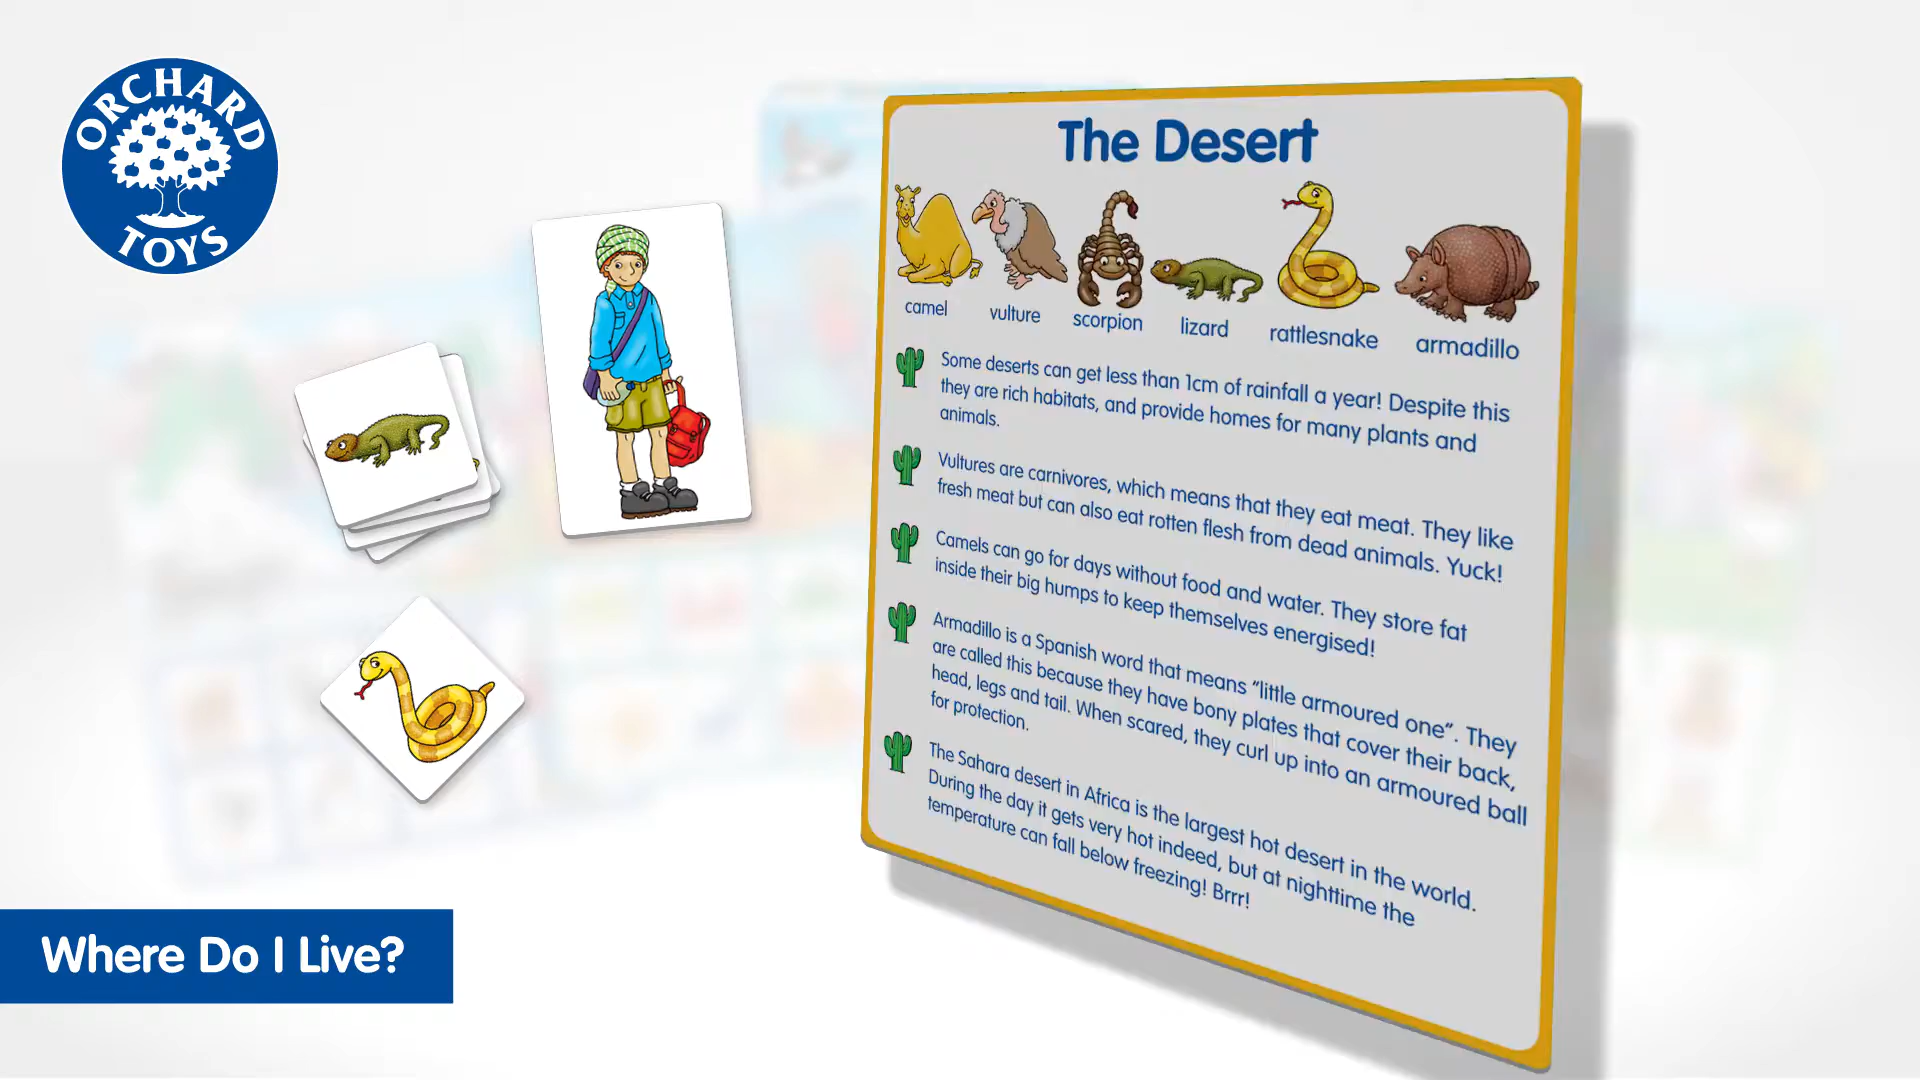 ORCHARD
TOYS
The Desert
camel
vulture
scorpion
lizard
rattlesnake
armadillo
Some deserts can get less than 1cm of rainfall a year! Despite this
they are rich habitats, and provide homes for many plants and
animals.
Vultures are carnivores, which means that they eat meat. They like
fresh meat but can also eat rotten flesh from dead animals. Yuck!
Camels can go for days without food and water. They store fat
inside their big humps to keep themselves energised!
Armadillo is a Spanish word that means "little armoured one". They
are called this because they have bony plates that cover their back,
head, legs and tail. When scared, they curl up into an armoured ball
for protection.
The Sahara desert in Africa is the largest hot desert in the world.
During the day it gets very hot indeed, but at nighttime the
temperature can fall below freezing! Brrr!
Where Do I Live?